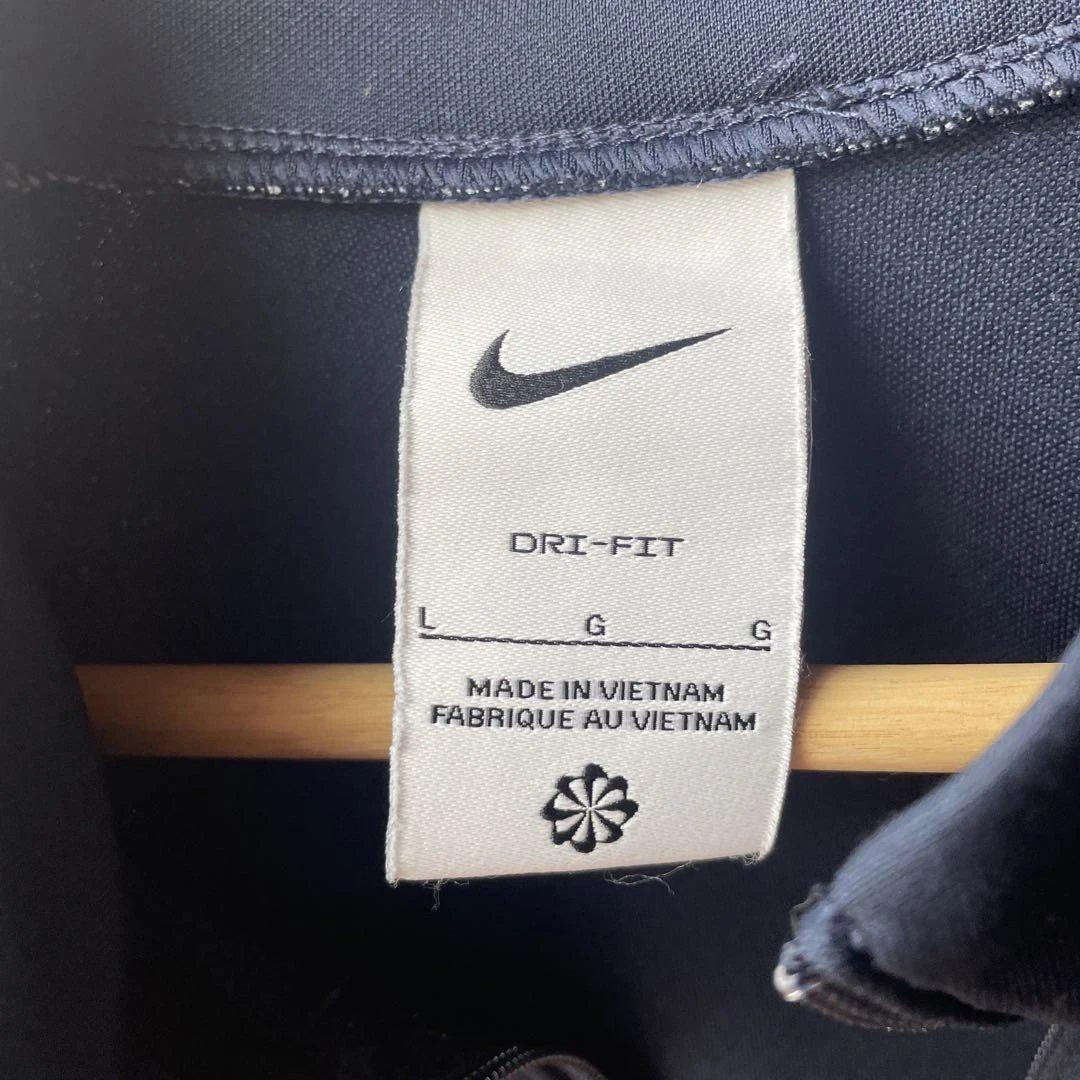 DRI-FIT
L G G
MADE IN VIETNAM
FABRIQUE AU VIETNAM